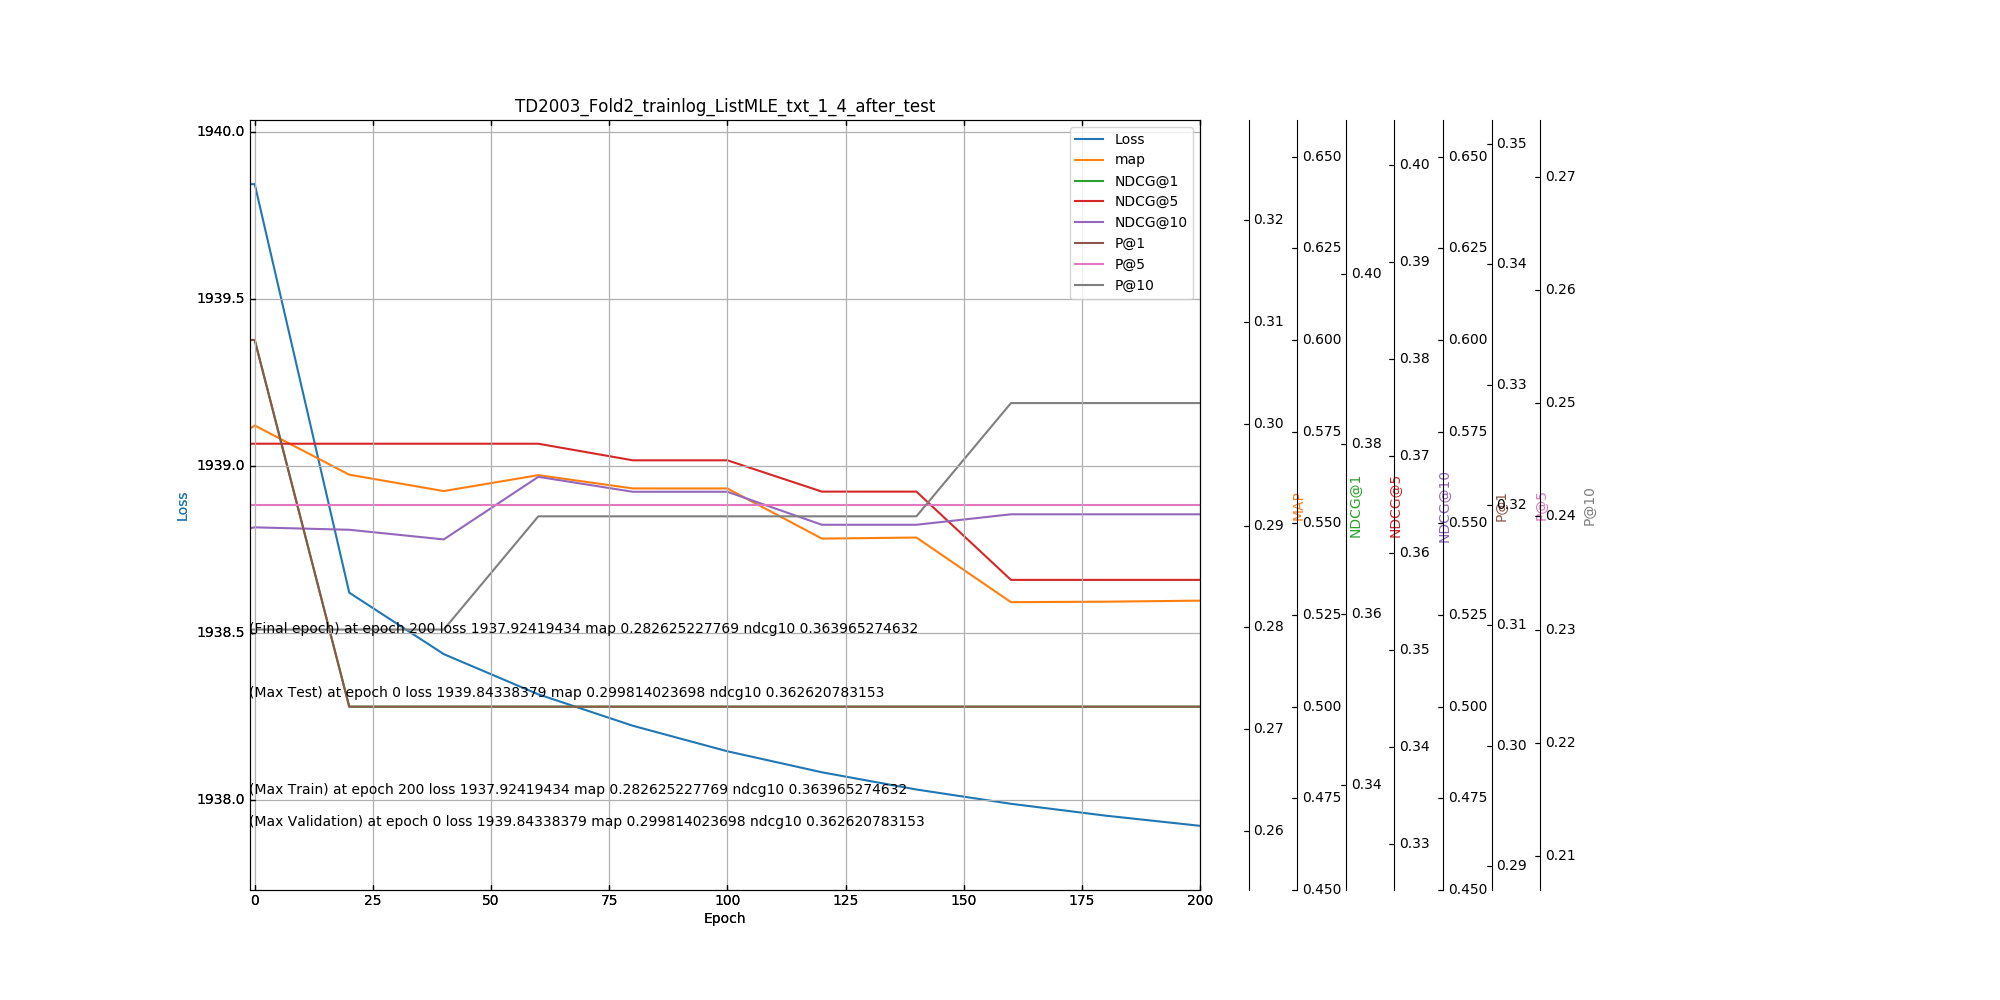 TD2003_Fold2_trainlog_ListMLE_txt_1_4_after_test
Loss
1940.0
1939.5
1939.0
1938.5
1938.0
Loss
map
NDCG@1
NDCG@5
NDCG@10
P@1
P@5
P@10
(Final epoch) at epoch 200 loss 1937.92419434 map 0.282625227769 ndcg10 0.363965274632
(Max Test) at epoch 0 loss 1939.84338379 map 0.299814023698 ndcg10 0.362620783153
(Max Train) at epoch 200 loss 1937.92419434 map 0.282625227769 ndcg10 0.363965274632
(Max Validation) at epoch 0 loss 1939.84338379 map 0.299814023698 ndcg10 0.362620783153
0 25 50 75 100 125 150 175 200
Epoch
0.32
0.31
0.30
0.29
0.28
0.27
0.26
MAP
0.650
0.625
0.600
0.575
0.550
0.525
0.500
0.475
0.450
NDCG@1
0.40
0.38
0.36
0.34
NDCG@5
0.40
0.39
0.38
0.37
0.36
0.35
0.34
0.33
NDCG@10
0.650
0.625
0.600
0.575
0.550
0.525
0.500
0.475
0.450
P@1
0.35
0.34
0.33
0.32
0.31
0.30
0.29
P@5
0.27
0.26
0.25
0.24
0.23
0.22
0.21
P@10